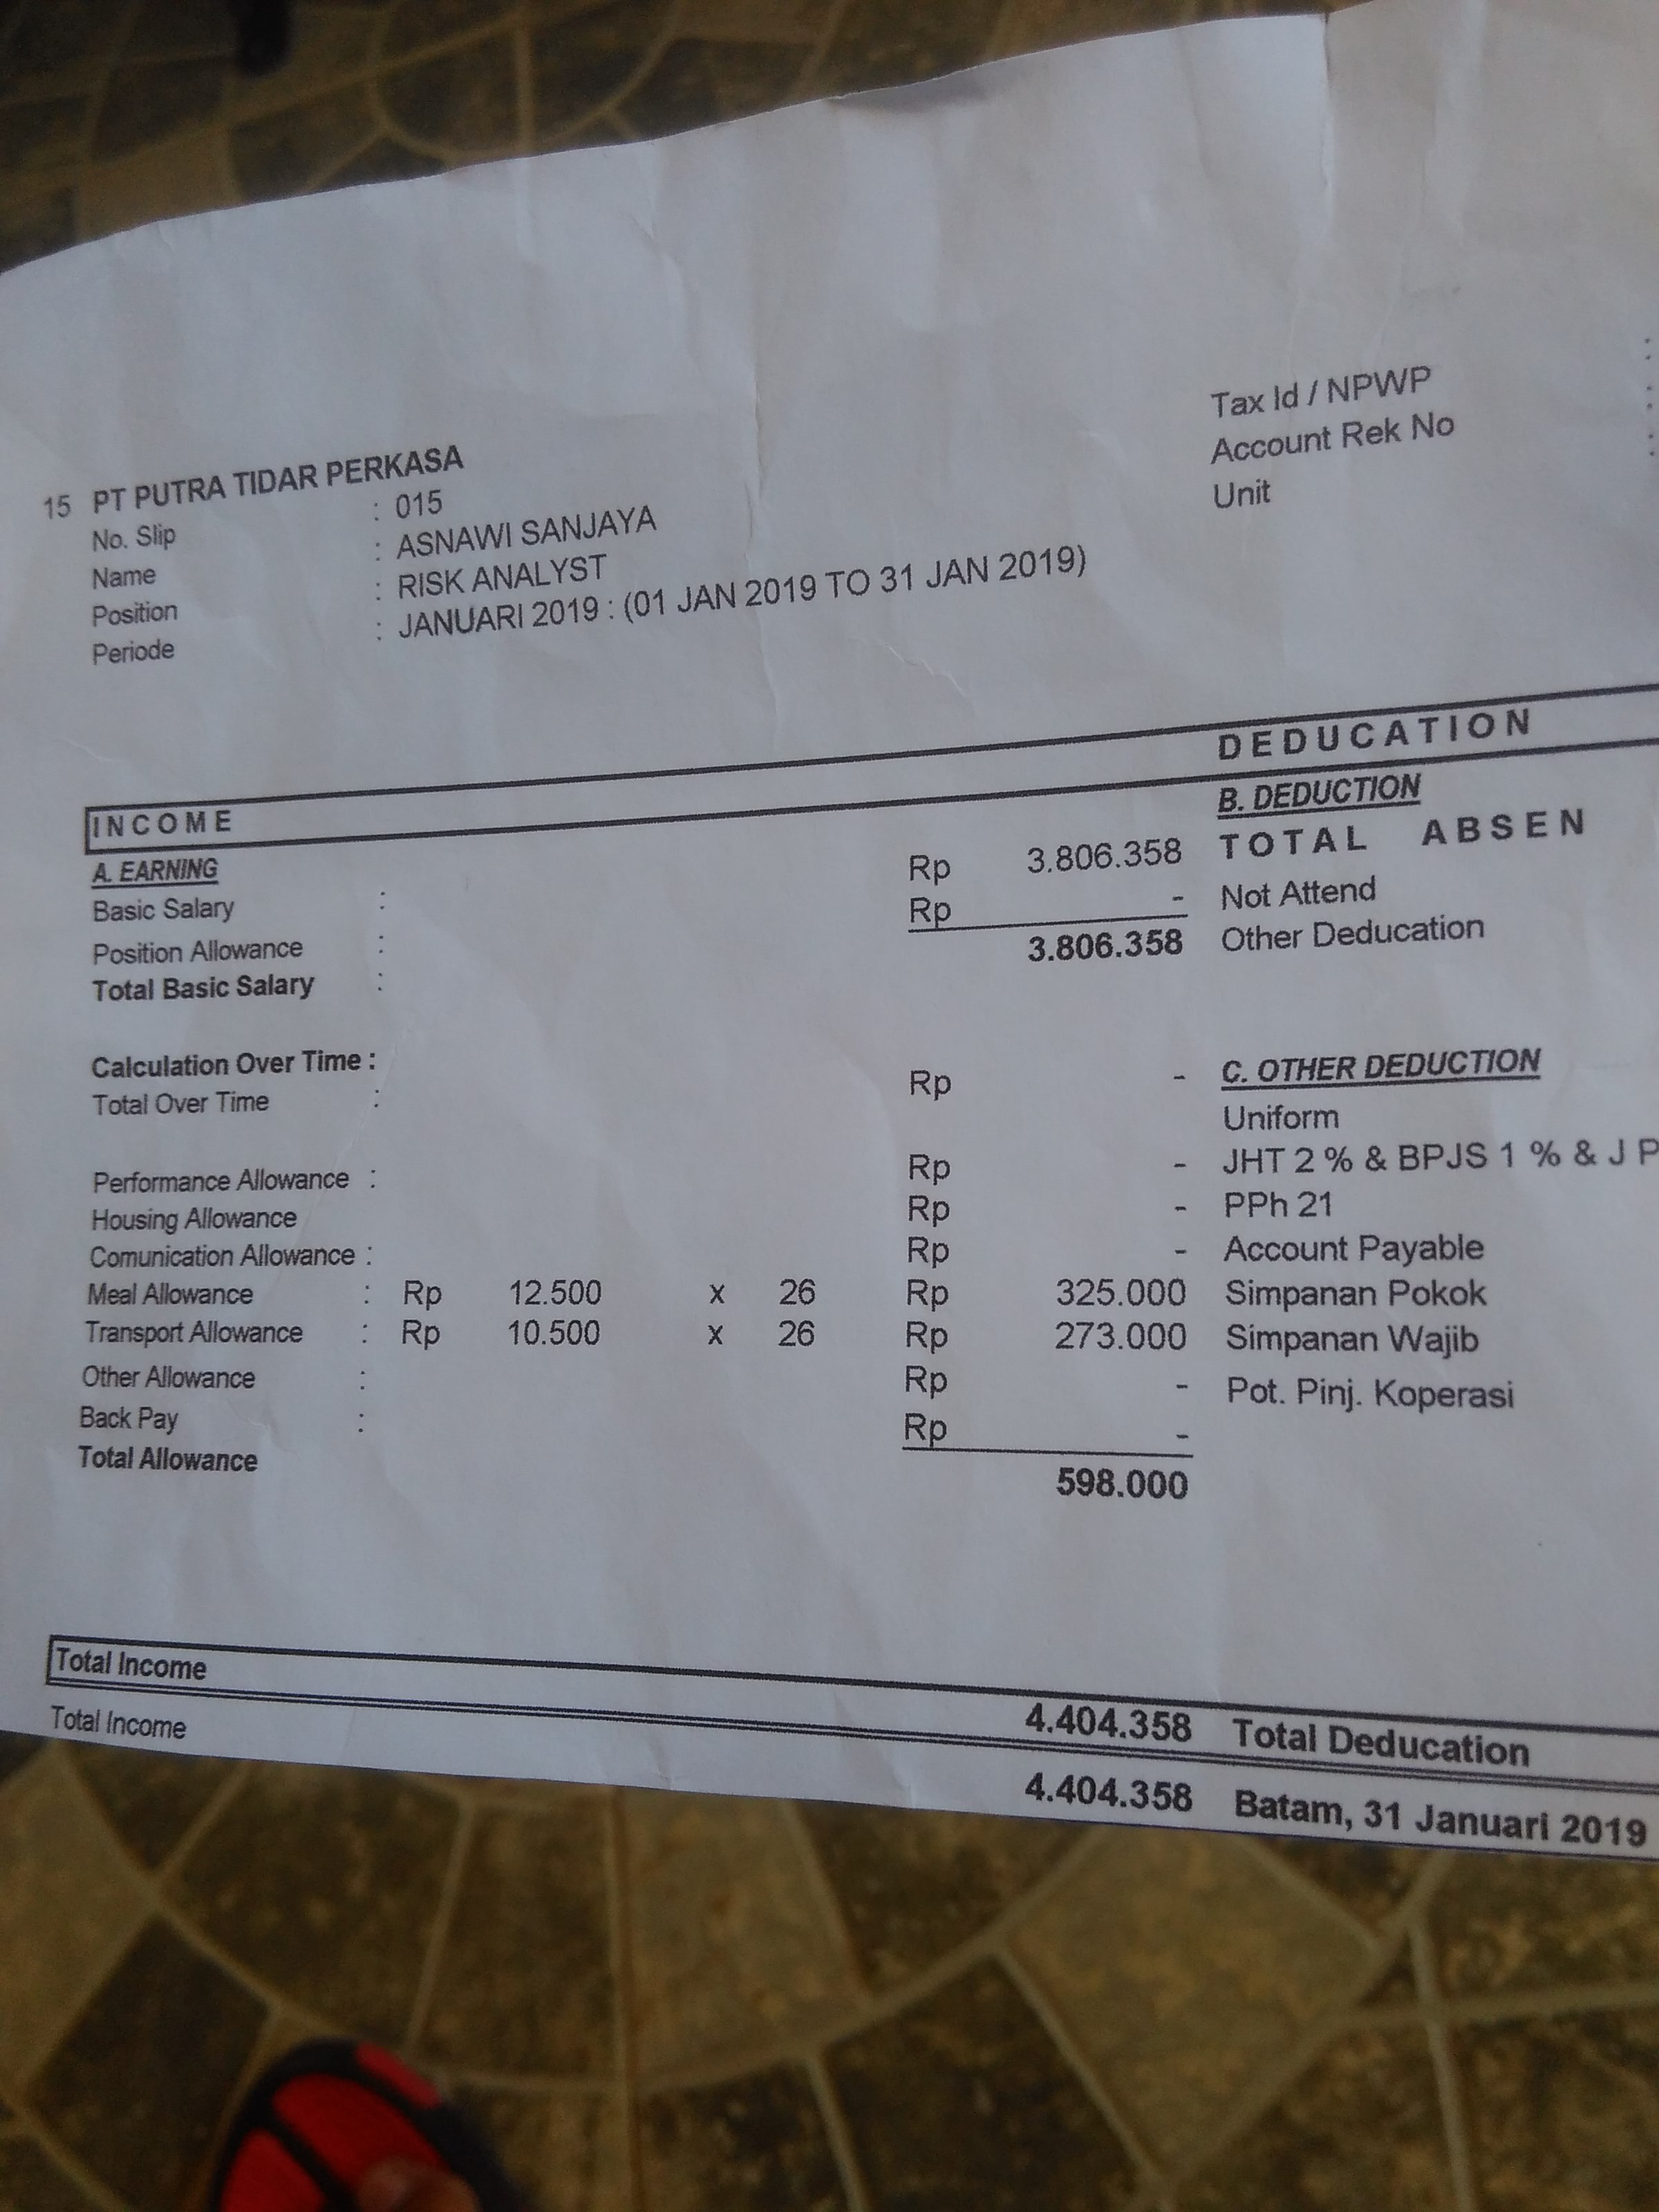 15 PT PUTRA TIDAR PERKASA
No. Slip : 015
Name : ASNAWI SANJAYA
Position : RISK ANALYST
Periode : JANUARI 2019 : (01 JAN 2019 TO 31 JAN 2019)
Tax Id / NPWP :
Account Rek No :
Unit :
INCOME DEDUCATION
A. EARNING B. DEDUCTION
Basic Salary : Rp 3.806.358 TOTAL ABSEN
Position Allowance : Rp - Not Attend
Total Basic Salary : 3.806.358 Other Deducation
Calculation Over Time :
Total Over Time : Rp - C. OTHER DEDUCTION
Uniform
Performance Allowance : Rp - JHT 2 % & BPJS 1 % & J P
Housing Allowance Rp - PPh 21
Comunication Allowance : Rp - Account Payable
Meal Allowance : Rp 12.500 x 26 Rp 325.000 Simpanan Pokok
Transport Allowance : Rp 10.500 x 26 Rp 273.000 Simpanan Wajib
Other Allowance : Rp - Pot. Pinj. Koperasi
Back Pay : Rp -
Total Allowance 598.000
Total Income 4.404.358 Total Deducation
Total Income 4.404.358 Batam, 31 Januari 2019